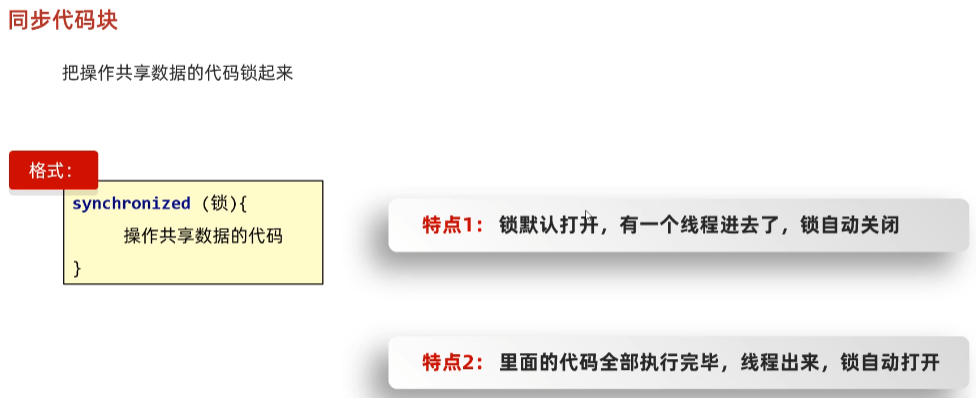 同步代码块
把操作共享数据的代码锁起来
格式：
synchronized （锁）{
操作共享数据的代码
}
特点1： 锁默认打开，有一个线程进去了，锁自动关闭
特点2： 里面的代码全部执行完毕，线程出来，锁自动打开